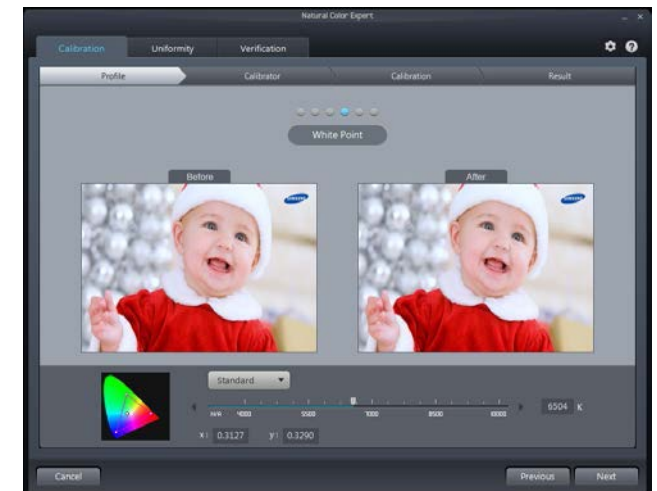 Natural Color Expert
Calibration Uniformity Verification
Profile Calibrator Calibration Result
White Point
Before After
SAMSUNG SAMSUNG
Standard
N/A 4000 5500 7000 8500 10000
6504 K
x: 0.3127 y: 0.3290
Cancel Previous Next